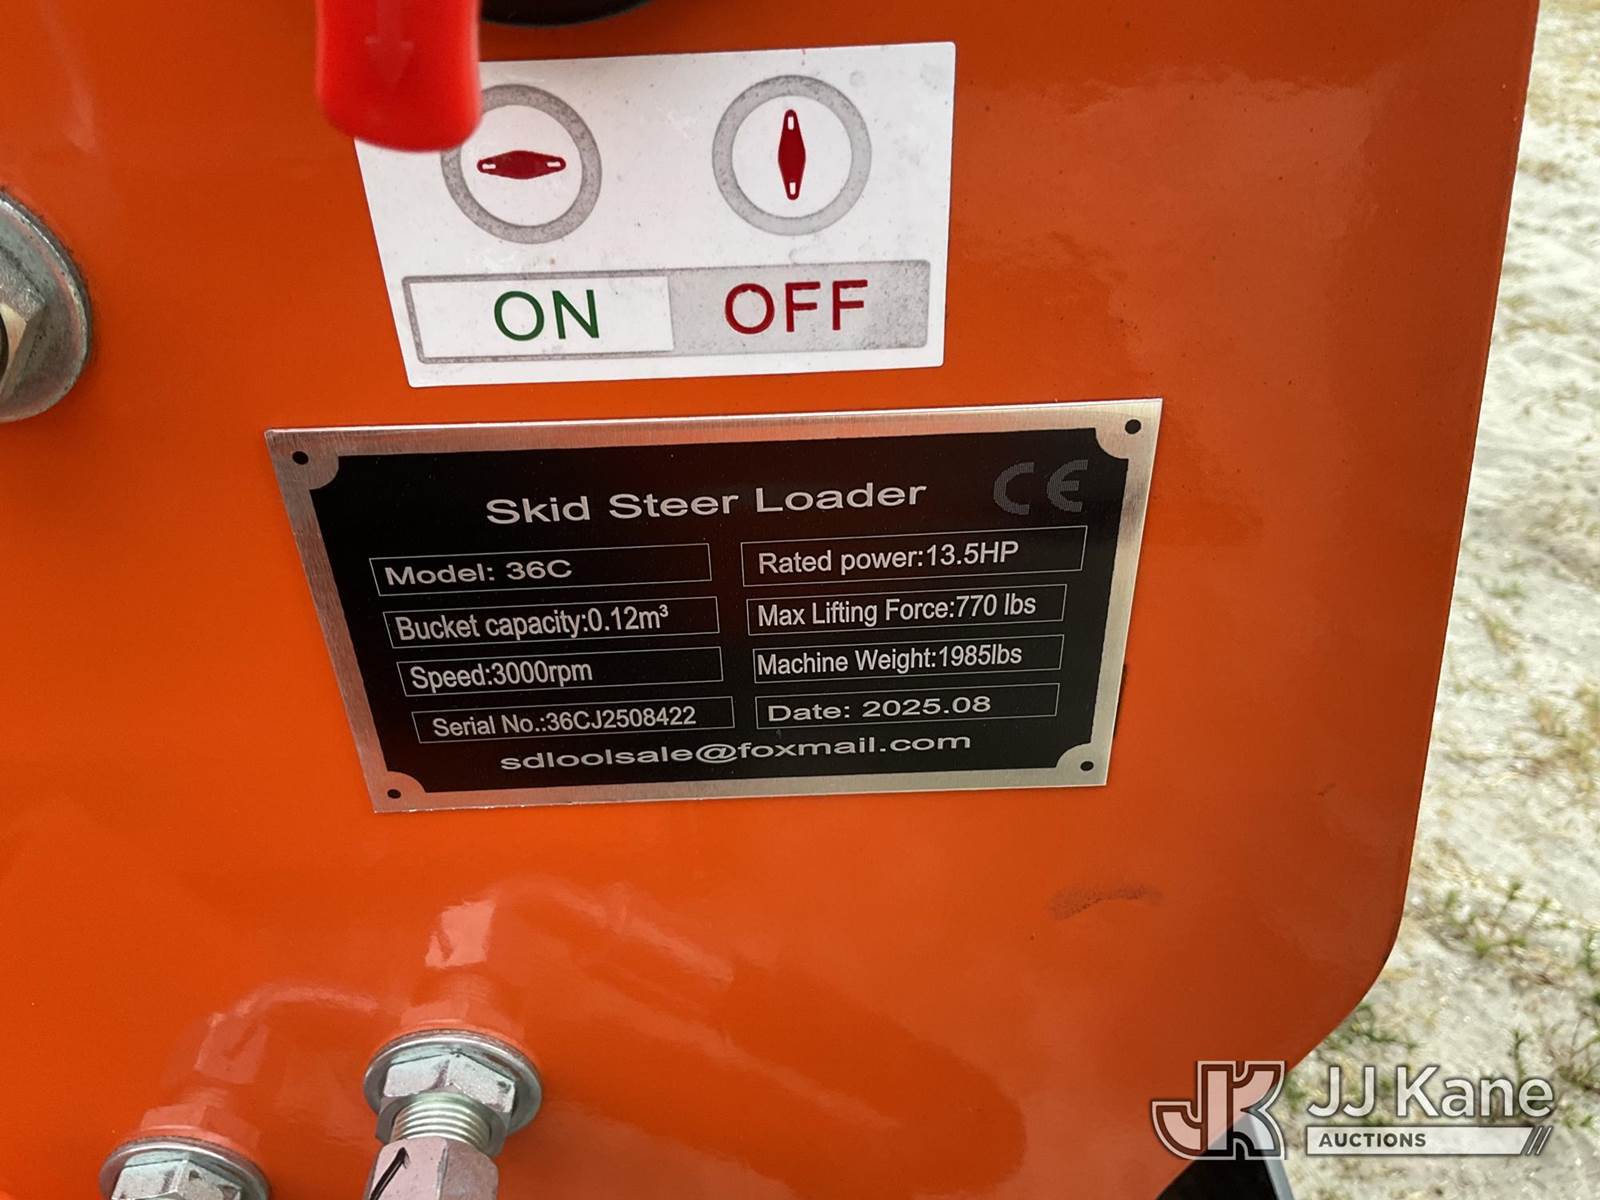 ON OFF
Skid Steer Loader CE
Model: 36C
Rated power:13.5HP
Bucket capacity:0.12m³
Max Lifting Force:770 lbs
Speed:3000rpm
Machine Weight:1985lbs
Serial No.:36CJ2508422
Date: 2025.08
sdloolsale@foxmail.com
JK JJ Kane
AUCTIONS